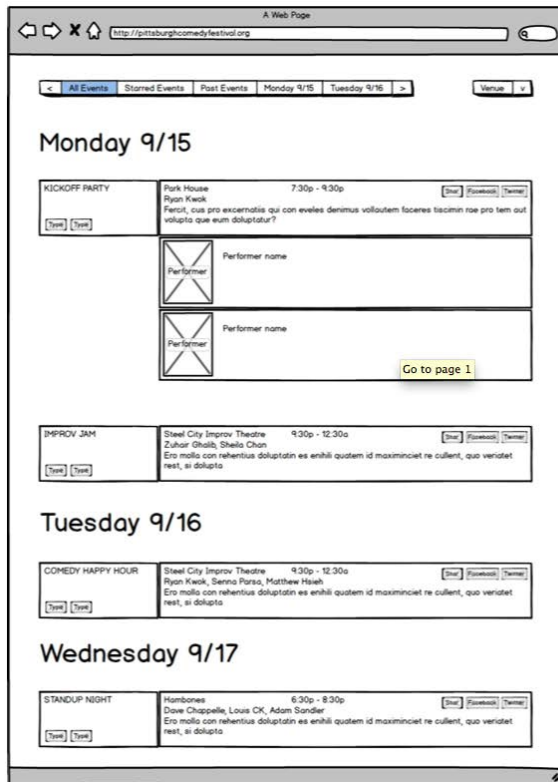 A Web Page
http://pittsburghcomedyfestival.org
< All Events Starred Events Past Events Monday 9/15 Tuesday 9/16 > Venue v
Monday 9/15
KICKOFF PARTY
Type Type
Park House 7:30p - 9:30p Star Facebook Twitter
Ryan Kwok
Fercit, cus pro excernatiis qui con eveles denimus vollautem faceres tiscimin rae pro tem aut
volupta que eum doluptatur?
Performer
Performer name
Performer
Performer name
Go to page 1
IMPROV JAM
Type Type
Steel City Improv Theatre 9:30p - 12:30a Star Facebook Twitter
Zuhair Ghalib, Sheila Chan
Ero molla con rehentius doluptatin es enihili quatem id maximinciet re cullent, quo veriatet
rest, si dolupta
Tuesday 9/16
COMEDY HAPPY HOUR
Type Type
Steel City Improv Theatre 9:30p - 12:30a Star Facebook Twitter
Ryan Kwok, Senna Parsa, Matthew Hsieh
Ero molla con rehentius doluptatin es enihili quatem id maximinciet re cullent, quo veriatet
rest, si dolupta
Wednesday 9/17
STANDUP NIGHT
Type Type
Hambones 6:30p - 8:30p Star Facebook Twitter
Dave Chappelle, Louis CK, Adam Sandler
Ero molla con rehentius doluptatin es enihili quatem id maximinciet re cullent, quo veriatet
rest, si dolupta